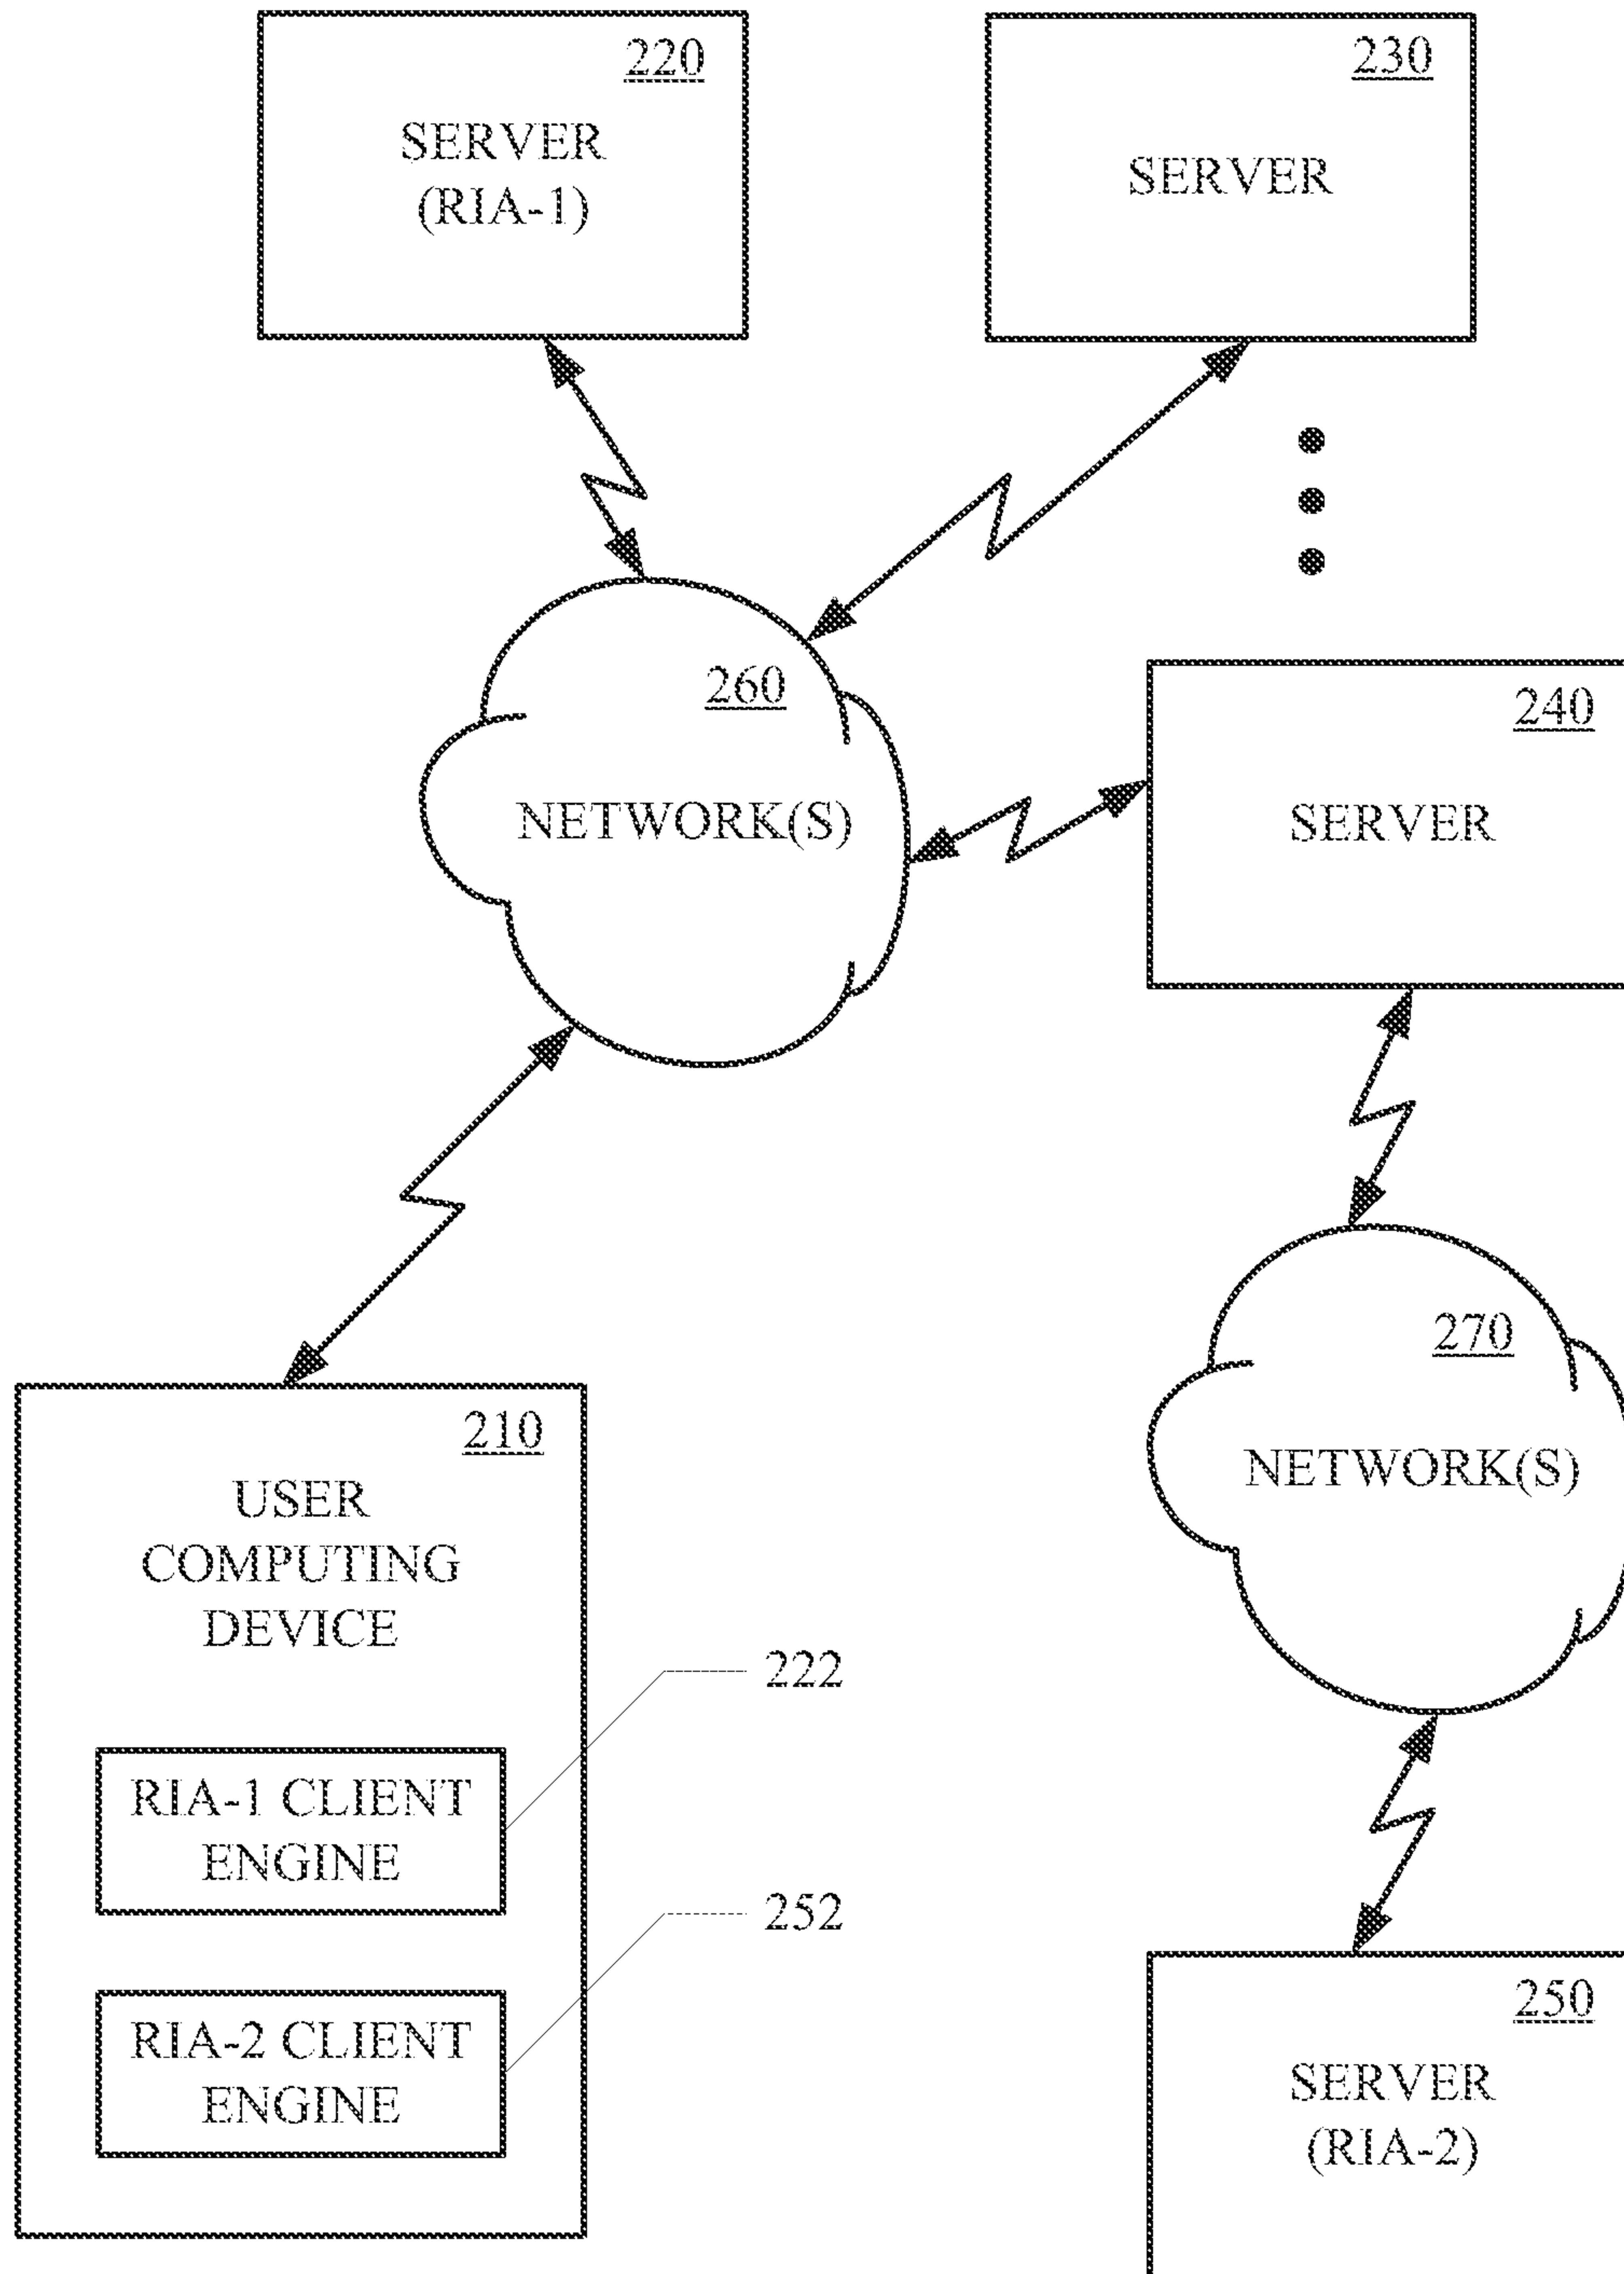 220
SERVER
(RIA-1)
230
SERVER
260
NETWORK(S)
240
SERVER
270
NETWORK(S)
210
USER
COMPUTING
DEVICE
222
RIA-1 CLIENT
ENGINE
252
RIA-2 CLIENT
ENGINE
250
SERVER
(RIA-2)